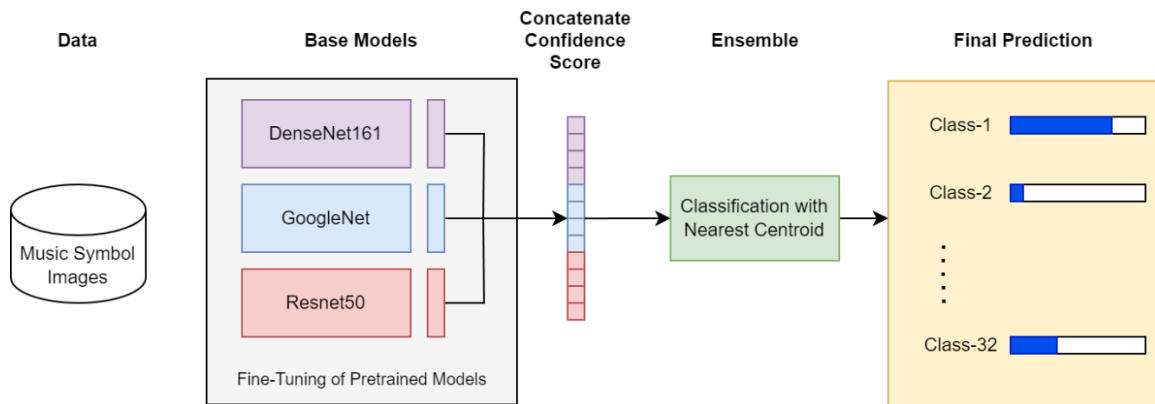 Data
Base Models
Concatenate
Confidence
Score
Ensemble
Final Prediction
Music Symbol
Images
DenseNet161
GoogleNet
Resnet50
Fine-Tuning of Pretrained Models
Classification with
Nearest Centroid
Class-1
Class-2
Class-32